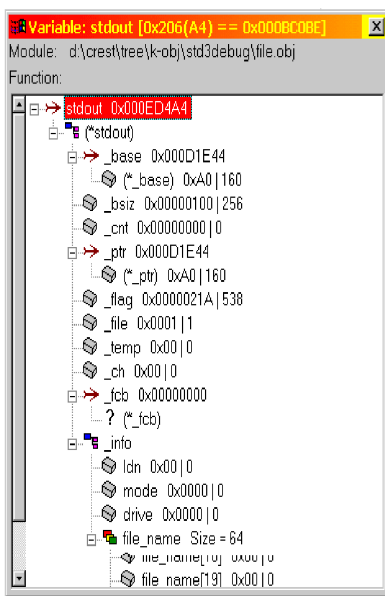 Variable: stdout [0x206(A4) == 0x000BC0BE]
Module: d:\crest\tree\k-obj\std3debug\file.obj
Function:
stdout 0x000ED4A4
(*stdout)
_base 0x000D1E44
(*_base) 0xA0 | 160
_bsiz 0x00000100 | 256
_cnt 0x00000000 | 0
_ptr 0x000D1E44
(*_ptr) 0xA0 | 160
_flag 0x0000021A | 538
_file 0x0001 | 1
_temp 0x00 | 0
_ch 0x00 | 0
_fcb 0x00000000
? (*_fcb)
_info
ldn 0x00 | 0
mode 0x0000 | 0
drive 0x0000 | 0
file_name Size = 64
file_name[19] 0x00 | 0